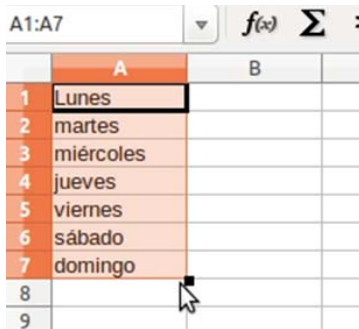 A1:A7 f(x) Σ
A B
1 Lunes
2 martes
3 miércoles
4 jueves
5 viernes
6 sábado
7 domingo
8
9